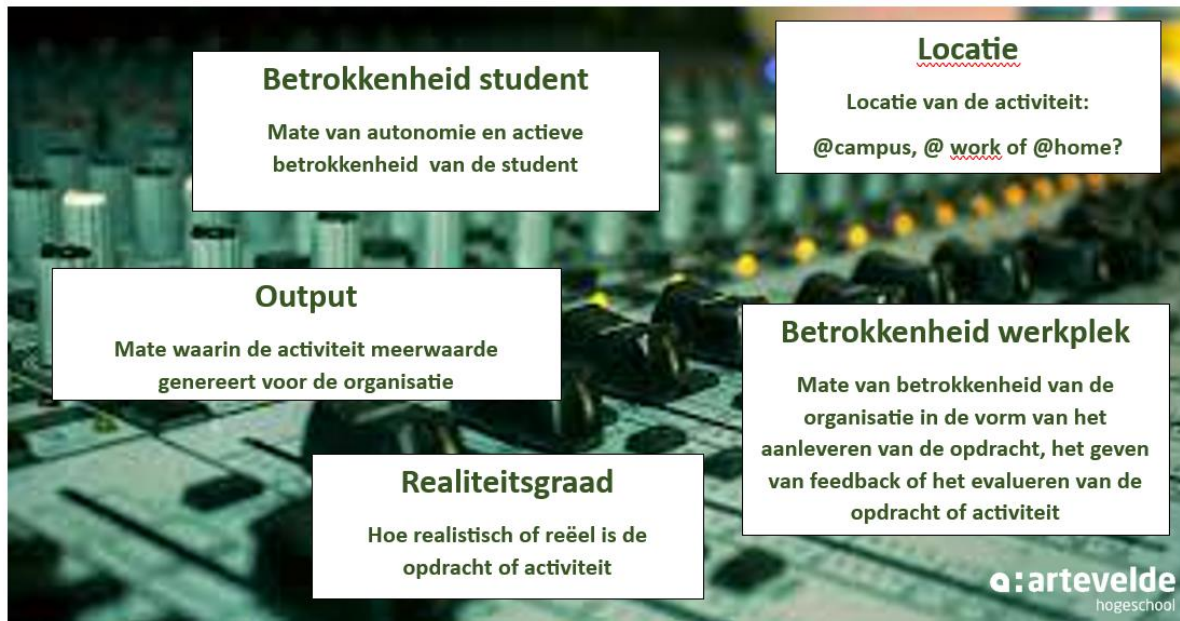 Betrokkenheid student
Mate van autonomie en actieve
betrokkenheid van de student
Locatie
Locatie van de activiteit:
@campus, @ work of @home?
Output
Mate waarin de activiteit meerwaarde
genereert voor de organisatie
Betrokkenheid werkplek
Mate van betrokkenheid van de
organisatie in de vorm van het
aanleveren van de opdracht, het geven
van feedback of het evalueren van de
opdracht of activiteit
Realiteitsgraad
Hoe realistisch of reëel is de
opdracht of activiteit
a:artevelde
hogeschool